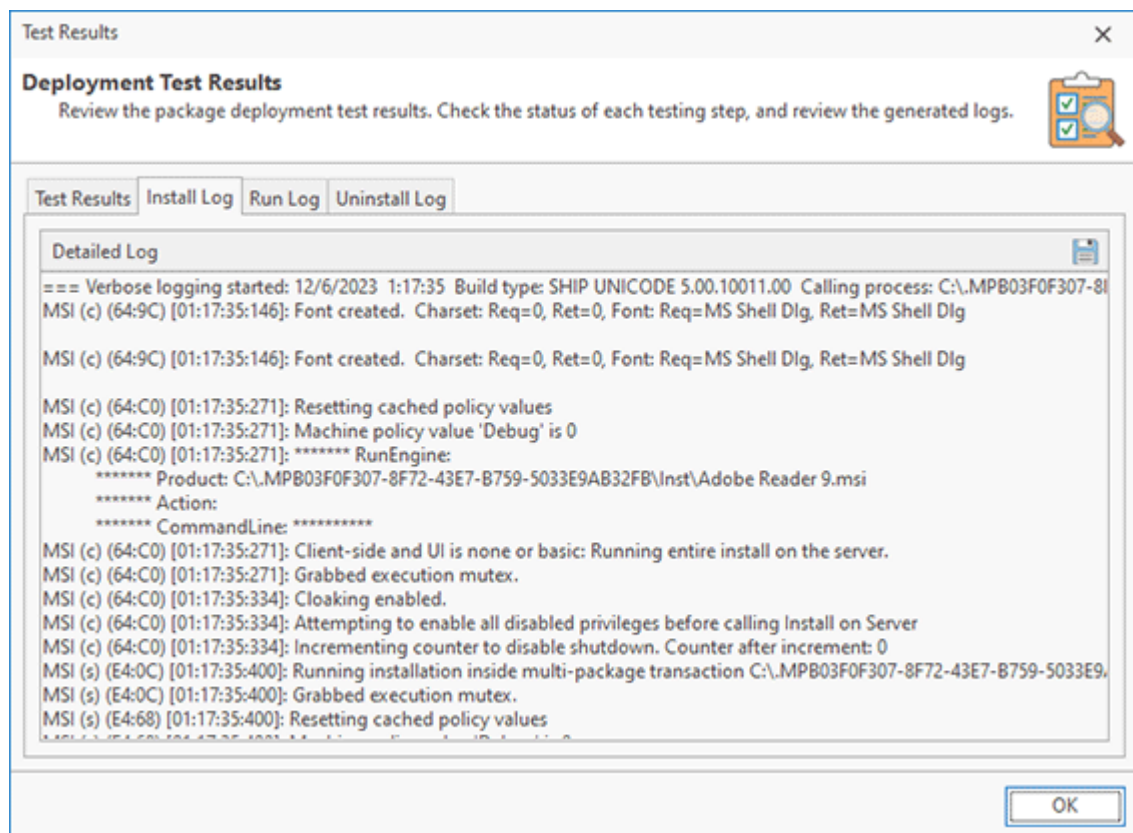 Test Results
Deployment Test Results
Review the package deployment test results. Check the status of each testing step, and review the generated logs.
Test Results Install Log Run Log Uninstall Log
Detailed Log
=== Verbose logging started: 12/6/2023 1:17:35 Build type: SHIP UNICODE 5.00.10011.00 Calling process: C:\.MPB03F0F307-8
MSI (c) (64:9C) [01:17:35:146]: Font created. Charset: Req=0, Ret=0, Font: Req=MS Shell Dlg, Ret=MS Shell Dlg
MSI (c) (64:9C) [01:17:35:146]: Font created. Charset: Req=0, Ret=0, Font: Req=MS Shell Dlg, Ret=MS Shell Dlg
MSI (c) (64:C0) [01:17:35:271]: Resetting cached policy values
MSI (c) (64:C0) [01:17:35:271]: Machine policy value 'Debug' is 0
MSI (c) (64:C0) [01:17:35:271]: ******* RunEngine:
******* Product: C:\.MPB03F0F307-8F72-43E7-B759-5033E9AB32FB\Inst\Adobe Reader 9.msi
******* Action:
******* CommandLine: **********
MSI (c) (64:C0) [01:17:35:271]: Client-side and UI is none or basic: Running entire install on the server.
MSI (c) (64:C0) [01:17:35:271]: Grabbed execution mutex.
MSI (c) (64:C0) [01:17:35:334]: Cloaking enabled.
MSI (c) (64:C0) [01:17:35:334]: Attempting to enable all disabled privileges before calling Install on Server
MSI (c) (64:C0) [01:17:35:334]: Incrementing counter to disable shutdown. Counter after increment: 0
MSI (s) (E4:0C) [01:17:35:400]: Running installation inside multi-package transaction C:\.MPB03F0F307-8F72-43E7-B759-5033E9
MSI (s) (E4:0C) [01:17:35:400]: Grabbed execution mutex.
MSI (s) (E4:68) [01:17:35:400]: Resetting cached policy values
OK